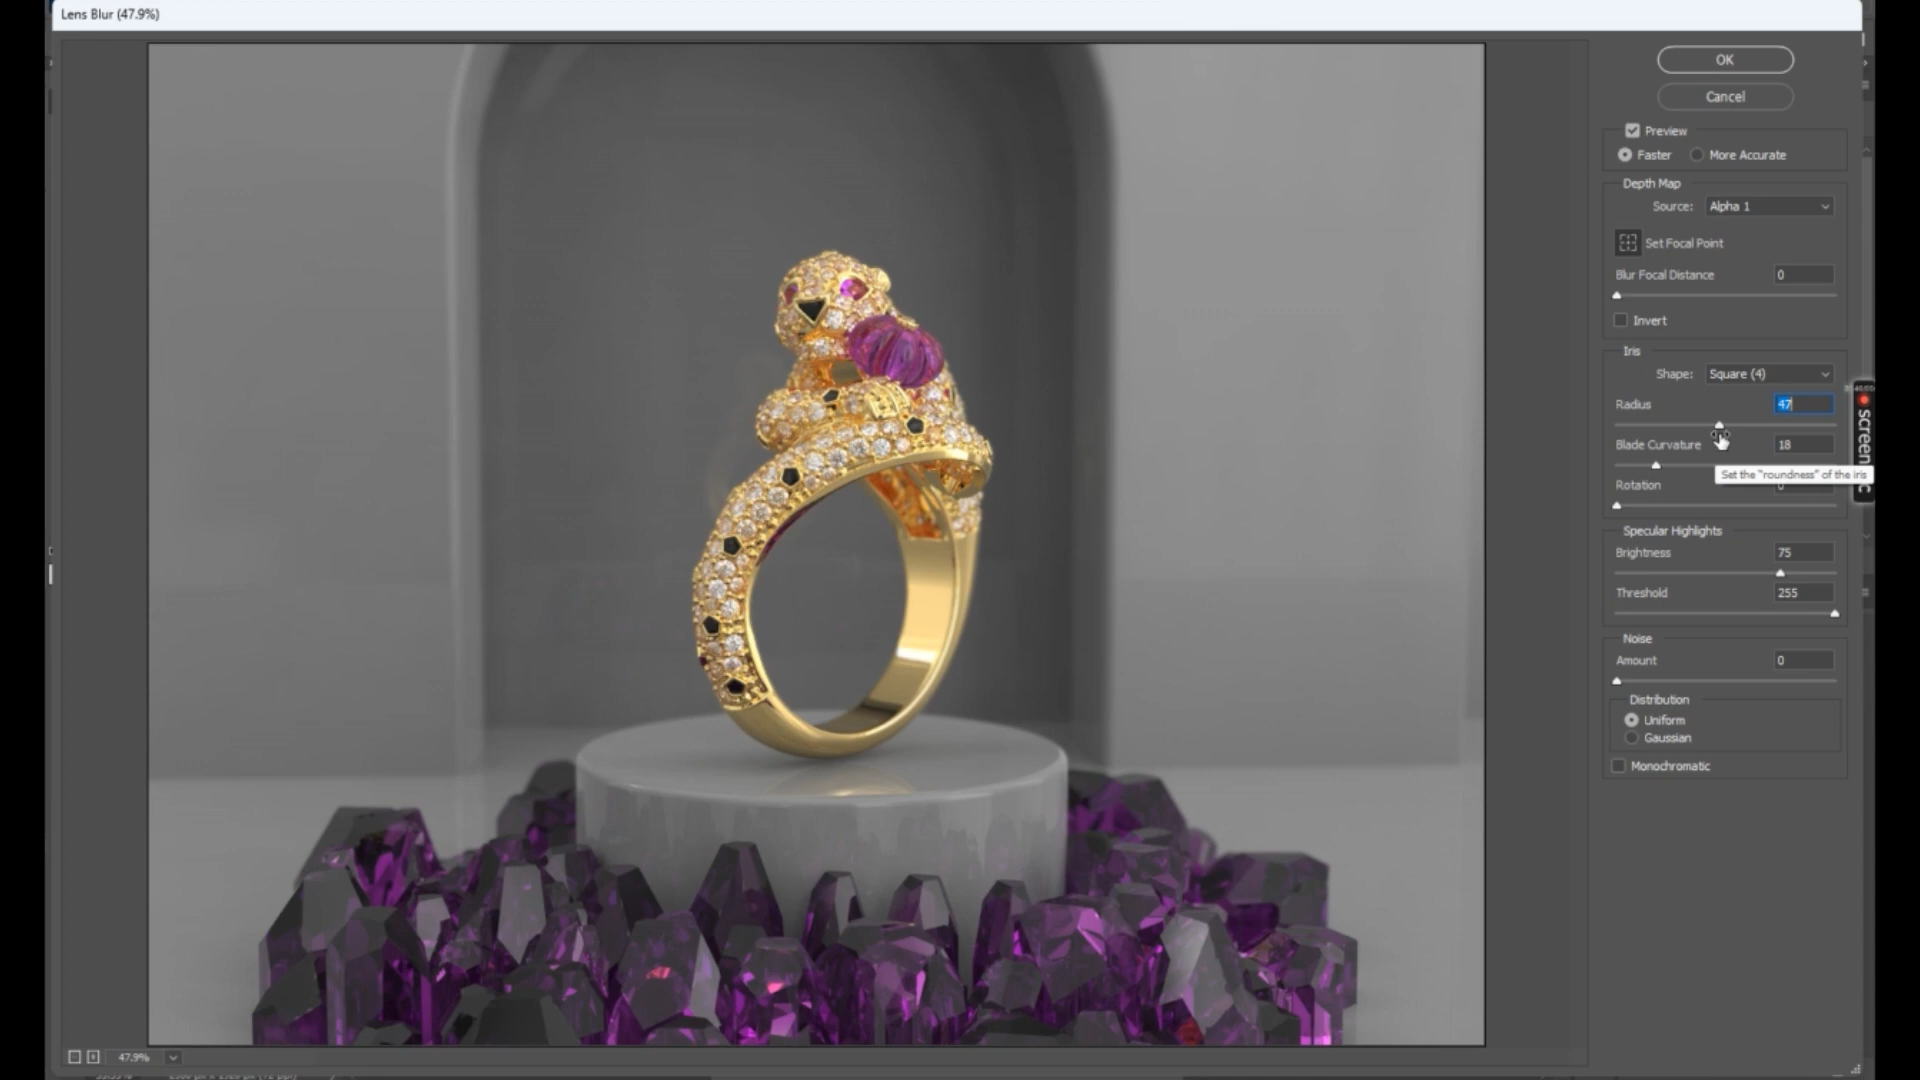 Lens Blur (47.9%)
OK
Cancel
Preview
Faster
More Accurate
Depth Map
Source:
Alpha 1
Set Focal Point
Blur Focal Distance
0
Invert
Iris
Shape:
Square (4)
Radius
47
Blade Curvature
18
Set the "roundness" of the iris
Rotation
Specular Highlights
Brightness
75
Threshold
255
Noise
Amount
0
Distribution
Uniform
Gaussian
Monochromatic
47.9%